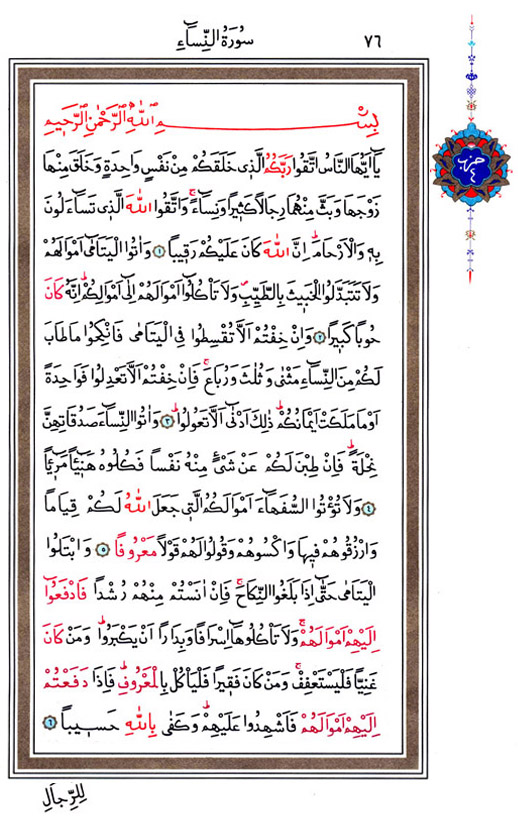 ٧٦
سُورَةُ النِّسَٓاءِ
حزب ٤
بِسْمِ اللّٰهِ الرَّحْمٰنِ الرَّحٖيمِ
يَٓا اَيُّهَا النَّاسُ اتَّقُوا رَبَّكُمُ الَّذٖى خَلَقَكُمْ مِنْ نَفْسٍ وَاحِدَةٍ وَخَلَقَ مِنْهَا
زَوْجَهَا وَبَثَّ مِنْهُمَا رِجَالًا كَثٖيرًا وَنِسَٓاءًۚ وَاتَّقُوا اللّٰهَ الَّذٖى تَسَٓاءَلُونَ
بِهٖ وَالْاَرْحَامَۜ اِنَّ اللّٰهَ كَانَ عَلَيْكُمْ رَقٖيبًا ﴿١﴾ وَاٰتُوا الْيَتَامٰٓى اَمْوَالَهُمْ
وَلَا تَتَبَدَّلُوا الْخَبٖيثَ بِالطَّيِّبِࣕ وَلَا تَاْكُلُٓوا اَمْوَالَهُمْ اِلٰٓى اَمْوَالِكُمْۜ اِنَّهُ كَانَ
حُوبًا كَبٖيرًا ﴿٢﴾ وَاِنْ خِفْتُمْ اَلَّا تُقْسِطُوا فِى الْيَتَامٰى فَانْكِحُوا مَا طَابَ
لَكُمْ مِنَ النِّسَٓاءِ مَثْنٰى وَثُلٰثَ وَرُبَاعَۚ فَاِنْ خِفْتُمْ اَلَّا تَعْدِلُوا فَوَاحِدَةً
اَوْ مَا مَلَكَتْ اَيْمَانُكُمْۜ ذٰلِكَ اَدْنٰٓى اَلَّا تَعُولُواۜ ﴿٣﴾ وَاٰتُوا النِّسَٓاءَ صَدُقَاتِهِنَّ
نِحْلَةًۜ فَاِنْ طِبْنَ لَكُمْ عَنْ شَیْءٍ مِنْهُ نَفْسًا فَكُلُوهُ هَنٖٓيـًٔا مَرٖٓيـًٔا
﴿٤﴾ وَلَا تُؤْتُوا السُّفَهَٓاءَ اَمْوَالَكُمُ الَّتٖى جَعَلَ اللّٰهُ لَكُمْ قِيَامًا
وَارْزُقُوهُمْ فٖيهَا وَاكْسُوهُمْ وَقُولُوا لَهُمْ قَوْلًا مَعْرُوفًا ﴿٥﴾ وَابْتَلُوا
الْيَتَامٰى حَتّٰٓى اِذَا بَلَغُوا النِّكَاحَۚ فَاِنْ اٰنَسْتُمْ مِنْهُمْ رُشْدًا فَادْفَعُٓوا
اِلَيْهِمْ اَمْوَالَهُمْۚ وَلَا تَاْكُلُوهَٓا اِسْرَافًا وَبِدَارًا اَنْ يَكْبَرُواۜ وَمَنْ كَانَ
غَنِيًّا فَلْيَسْتَعْفِفْۚ وَمَنْ كَانَ فَقٖيرًا فَلْيَاْكُلْ بِالْمَعْرُوفِۜ فَاِذَا دَفَعْتُمْ
اِلَيْهِمْ اَمْوَالَهُمْ فَاَشْهِدُوا عَلَيْهِمْۜ وَكَفٰى بِاللّٰهِ حَسٖيبًا ﴿٦﴾
لِلرِّجَالِ